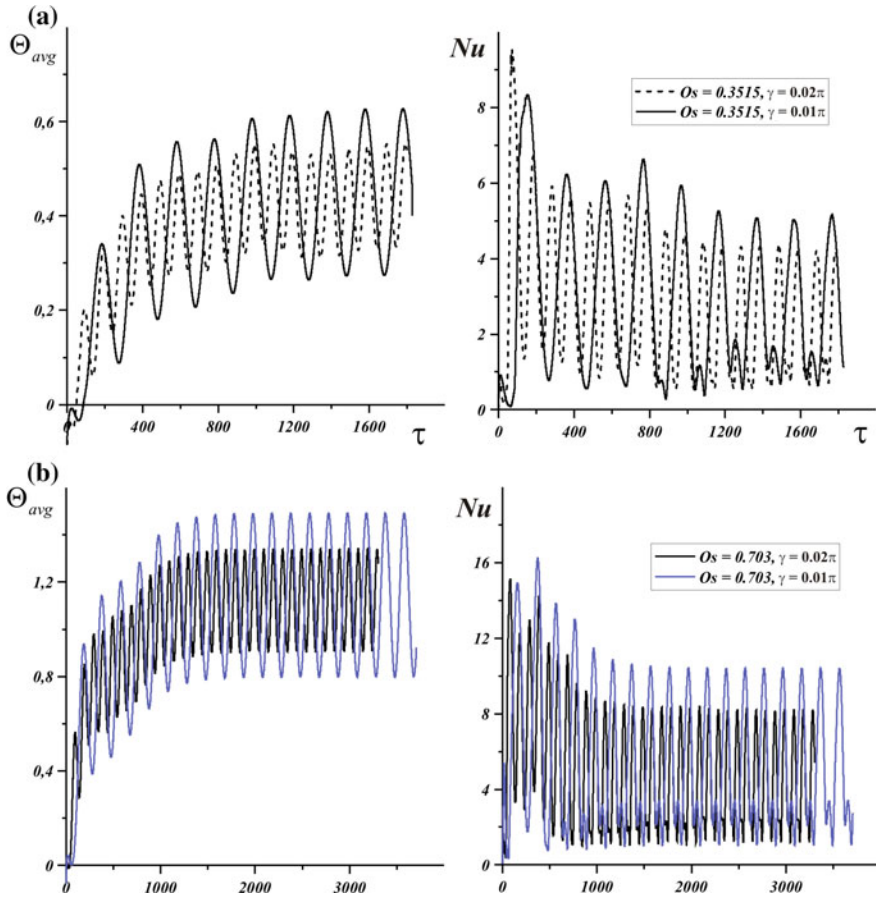 (a)
Θavg
0,6
0,4
0,2
0
400
800
1200
1600
τ
Nu
8
6
4
2
0
0
400
800
1200
1600
τ
Os = 0.3515, γ = 0.02π
Os = 0.3515, γ = 0.01π
(b)
Θavg
1,2
0,8
0,4
0
0
1000
2000
3000
Nu
16
12
8
4
0
0
1000
2000
3000
Os = 0.703, γ = 0.02π
Os = 0.703, γ = 0.01π